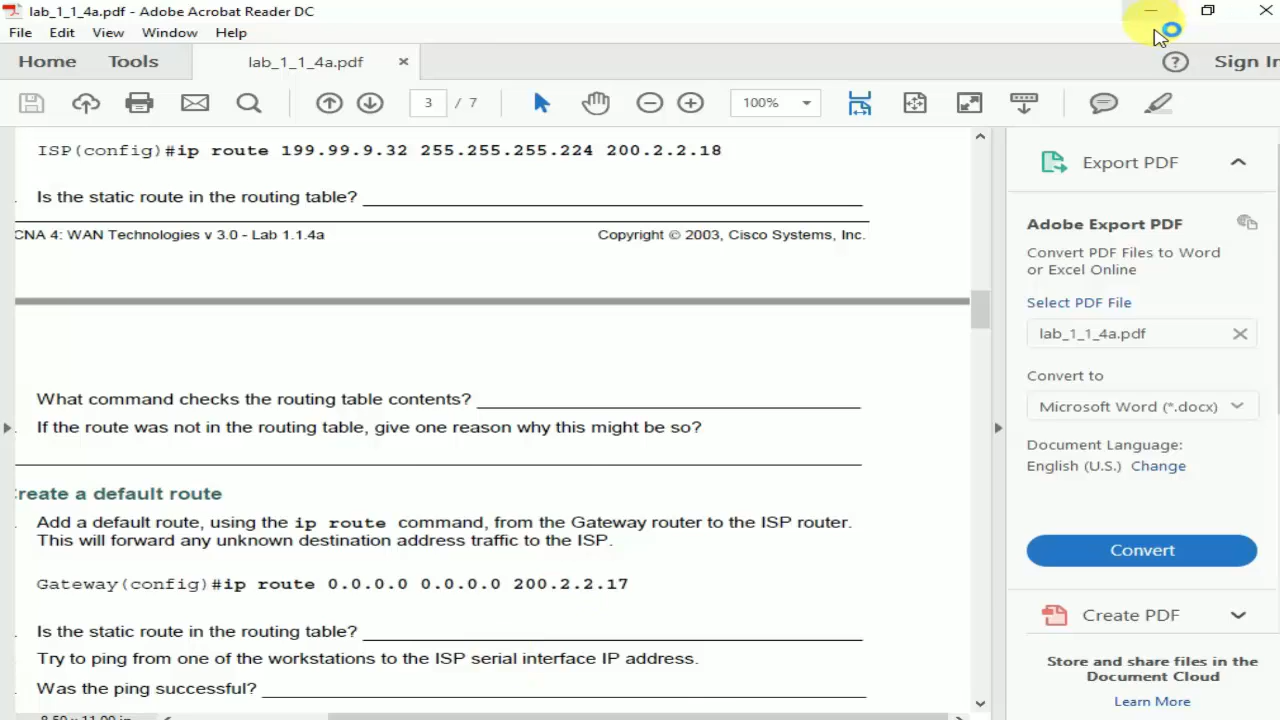 lab_1_1_4a.pdf - Adobe Acrobat Reader DC
File Edit View Window Help
Home Tools lab_1_1_4a.pdf × Sign In
3 / 7 100%
ISP(config)#ip route 199.99.9.32 255.255.255.224 200.2.2.18
Is the static route in the routing table?
CNA 4: WAN Technologies v 3.0 - Lab 1.1.4a Copyright © 2003, Cisco Systems, Inc.
What command checks the routing table contents?
If the route was not in the routing table, give one reason why this might be so?
reate a default route
Add a default route, using the ip route command, from the Gateway router to the ISP router.
This will forward any unknown destination address traffic to the ISP.
Gateway(config)#ip route 0.0.0.0 0.0.0.0 200.2.2.17
Is the static route in the routing table?
Try to ping from one of the workstations to the ISP serial interface IP address.
Was the ping successful?
Export PDF
Adobe Export PDF
Convert PDF Files to Word
or Excel Online
Select PDF File
lab_1_1_4a.pdf
Convert to
Microsoft Word (*.docx)
Document Language:
English (U.S.) Change
Convert
Create PDF
Store and share files in the
Document Cloud
Learn More